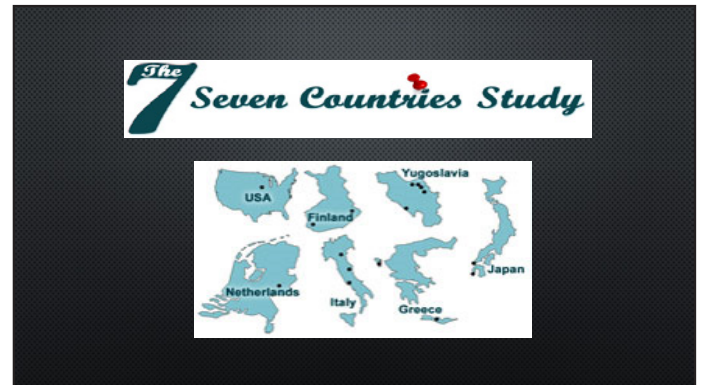 The
7 Seven Countries Study
Yugoslavia
USA
Finland
Japan
Netherlands
Italy
Greece